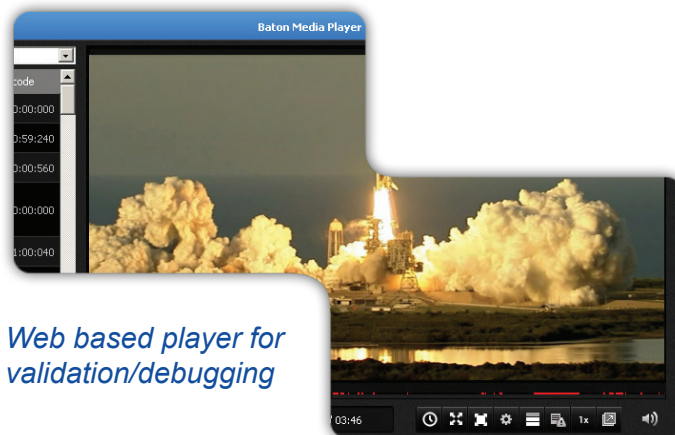 Baton Media Player
code
0:00:000
0:59:240
0:00:560
0:00:000
1:00:040
Web based player for
validation/debugging
/ 03:46
1x